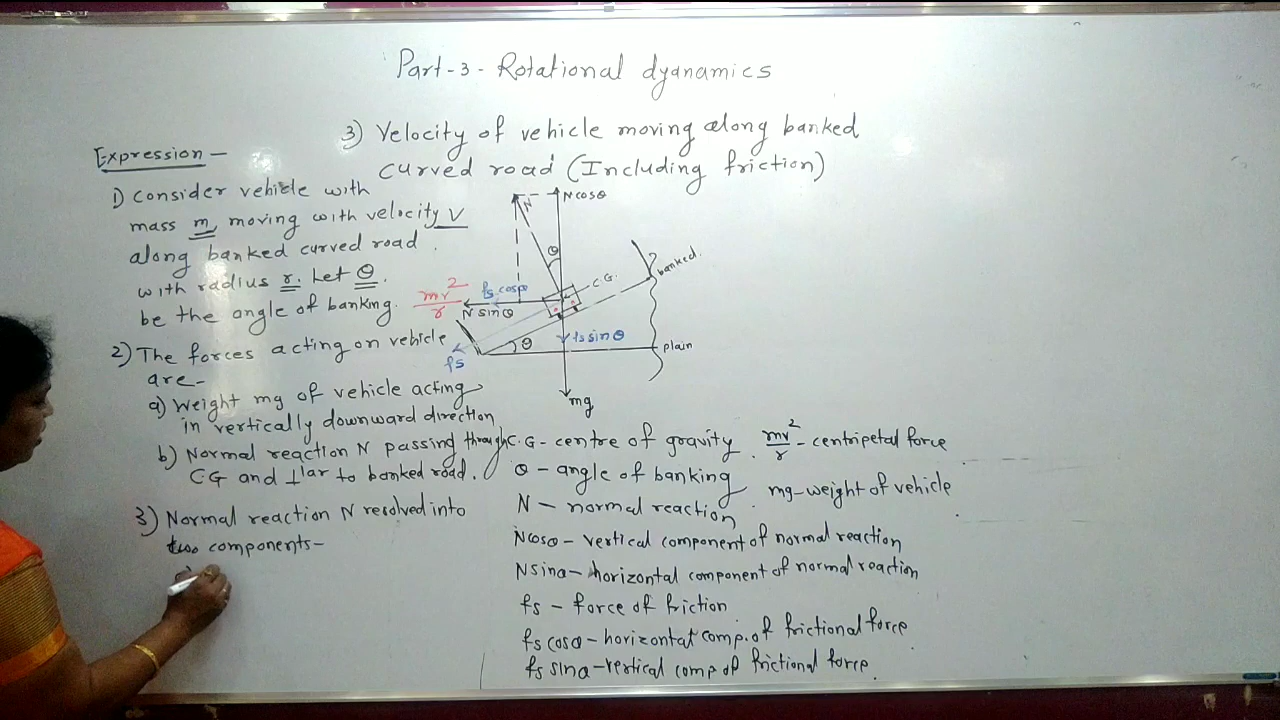 Part-3- Rotational dyanamics
3) Velocity of vehicle moving along banked
curved road (Including friction)
Expression -
1) consider vehicle with
mass m, moving with velocity V
along banked curved road.
with radius r. Let θ
be the angle of banking.
2) The forces acting on vehicle
are-
a) Weight mg of vehicle acting
in vertically downward direction
b) Normal reaction N passing through
CG and ⊥lar to banked road.
3) Normal reaction N resolved into
two components-
N
N cosθ
θ
C.G.
banked.
mv²/r
fs cosθ
N sinθ
fs sinθ
θ
fs
plain
mg
C.G- centre of gravity.
θ - angle of banking
N - normal reaction
Ncosθ - vertical component of normal reaction
Nsinθ - horizontal component of normal reaction
fs - force of friction
fs cosθ - horizontal comp. of frictional force
fs sinθ - vertical comp of frictional force.
mv²/r - centripetal force
mg - weight of vehicle